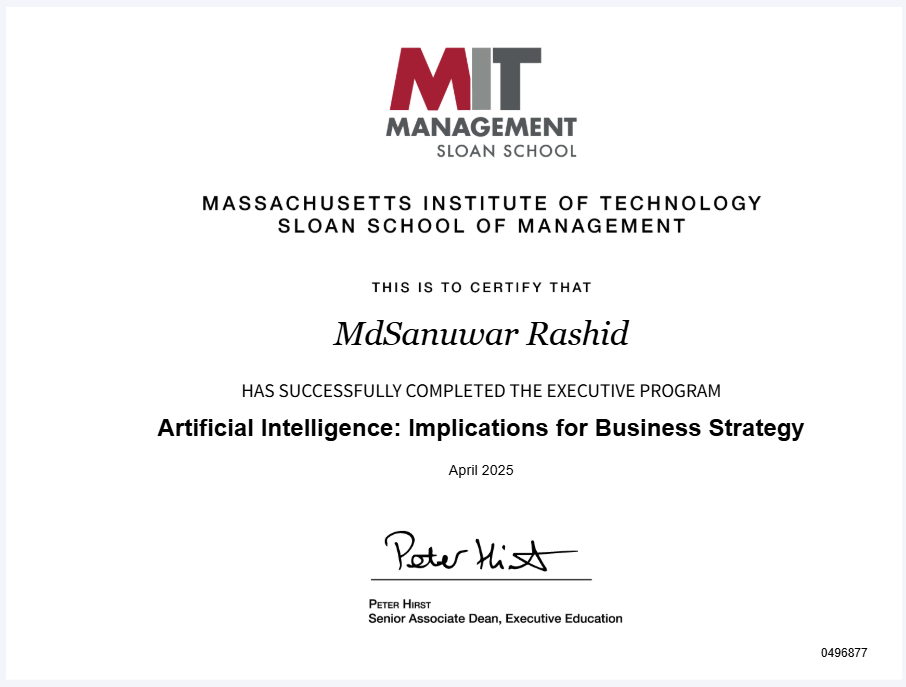 MIT
MANAGEMENT
SLOAN SCHOOL
MASSACHUSETTS INSTITUTE OF TECHNOLOGY
SLOAN SCHOOL OF MANAGEMENT
THIS IS TO CERTIFY THAT
MdSanuwar Rashid
HAS SUCCESSFULLY COMPLETED THE EXECUTIVE PROGRAM
Artificial Intelligence: Implications for Business Strategy
April 2025
Peter Hirst
PETER HIRST
Senior Associate Dean, Executive Education
0496877